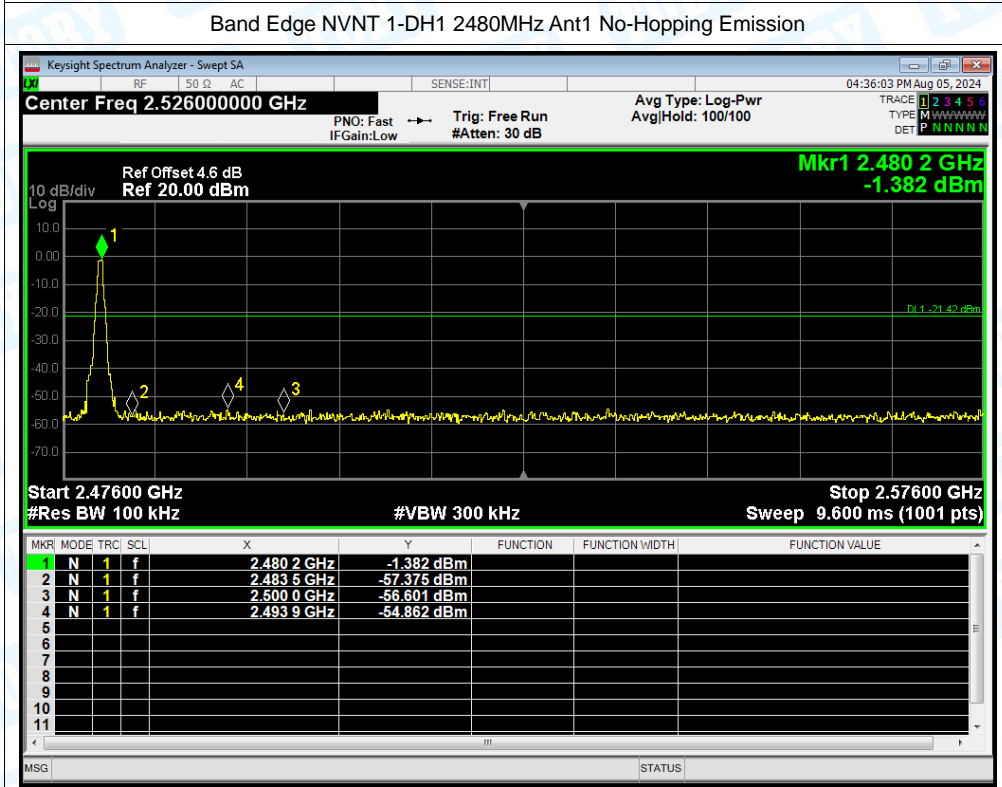 Band Edge NVNT 1-DH1 2480MHz Ant1 No-Hopping Emission
Keysight Spectrum Analyzer - Swept SA
LXI RF 50 Ω AC SENSE:INT 04:36:03 PM Aug 05, 2024
Center Freq 2.526000000 GHz
PNO: Fast
IFGain:Low
Trig: Free Run
#Atten: 30 dB
Avg Type: Log-Pwr
Avg|Hold: 100/100
TRACE 1 2 3 4 5 6
TYPE M W W W W W
DET P N N N N N
Mkr1 2.480 2 GHz
-1.382 dBm
Ref Offset 4.6 dB
10 dB/div Ref 20.00 dBm
Log
10.0
0.00
-10.0
-20.0
-30.0
-40.0
-50.0
-60.0
-70.0
1
2
4
3
DL1 -21.42 dBm
Start 2.47600 GHz Stop 2.57600 GHz
#Res BW 100 kHz #VBW 300 kHz Sweep 9.600 ms (1001 pts)
MKR MODE TRC SCL X Y FUNCTION FUNCTION WIDTH FUNCTION VALUE
1 N 1 f 2.480 2 GHz -1.382 dBm
2 N 1 f 2.483 5 GHz -57.375 dBm
3 N 1 f 2.500 0 GHz -56.601 dBm
4 N 1 f 2.493 9 GHz -54.862 dBm
5
6
7
8
9
10
11
MSG STATUS